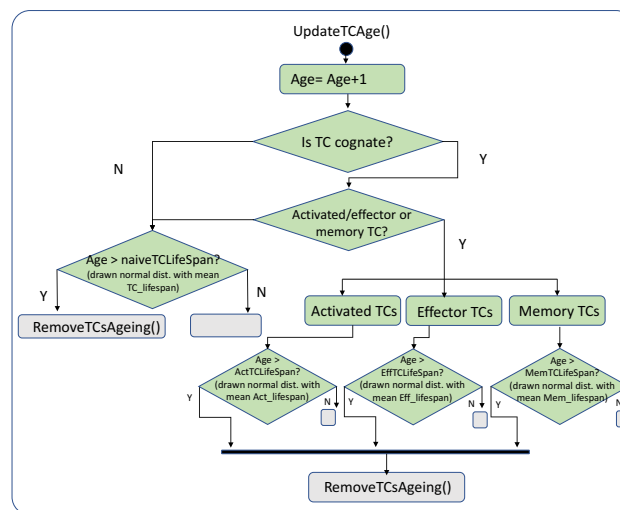 UpdateTCAge()
Age= Age+1
Is TC cognate?
N
Y
Activated/effector or
memory TC?
Y
Age > naiveTCLifeSpan?
(drawn normal dist. with mean
TC_lifespan)
Y
N
RemoveTCsAgeing()
Activated TCs
Effector TCs
Memory TCs
Age >
ActTCLifeSpan?
(drawn normal dist. with
mean Act_lifespan)
Y
N
Age >
EffTCLifeSpan?
(drawn normal dist. with
mean Eff_lifespan)
Y
N
Age >
MemTCLifeSpan?
(drawn normal dist. with
mean Mem_lifespan)
Y
N
RemoveTCsAgeing()